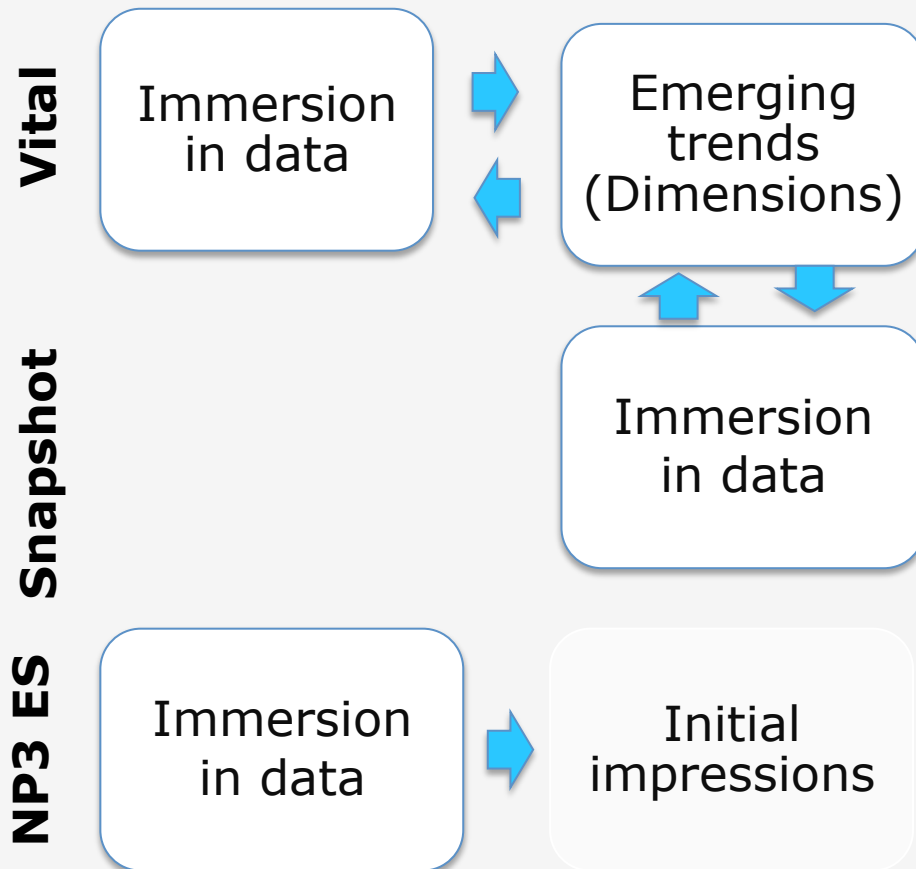 Vital
Immersion
in data
Emerging
trends
(Dimensions)
Snapshot
Immersion
in data
NP3 ES
Immersion
in data
Initial
impressions